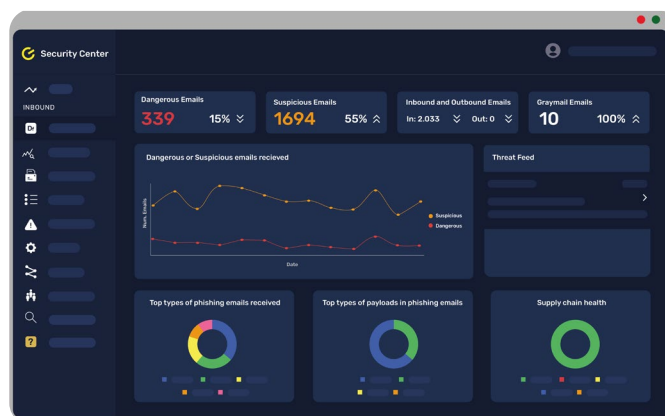 Security Center
INBOUND
De
?
Dangerous Emails
339 15%
Suspicious Emails
1694 55%
Inbound and Outbound Emails
In: 2.033 Out: 0
Graymail Emails
10 100%
Dangerous or Suspicious emails recieved
Num. Emails
Suspicious
Dangerous
Date
Threat Feed
Top types of phishing emails received
Top types of payloads in phishing emails
Supply chain health